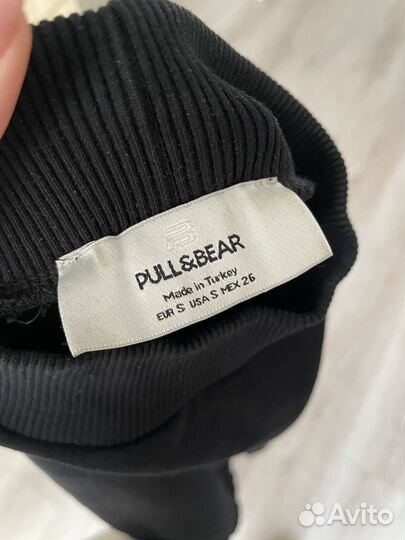 PULL&BEAR
Made in Turkey
EUR S USA S MEX 26
Avito